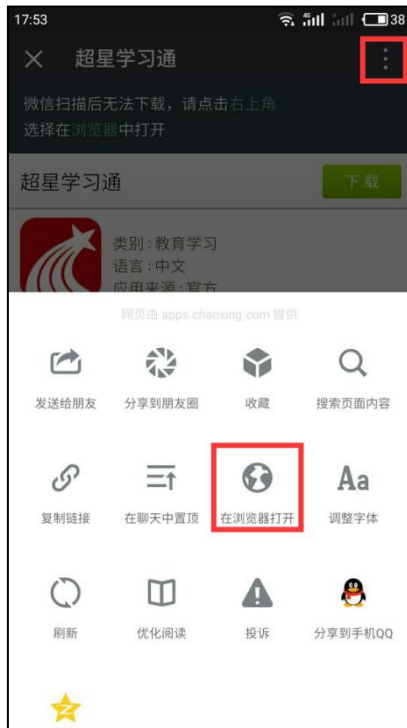 17:53 4G 38
超星学习通
微信扫描后无法下载，请点击右上角
选择在浏览器中打开
超星学习通 下载
类别：教育学习
语言：中文
应用来源：官方
网页由 apps.chaoxing.com 提供
发送给朋友 分享到朋友圈 收藏 搜索页面内容
Aa
复制链接 在聊天中置顶 在浏览器打开 调整字体
刷新 优化阅读 投诉 分享到手机QQ